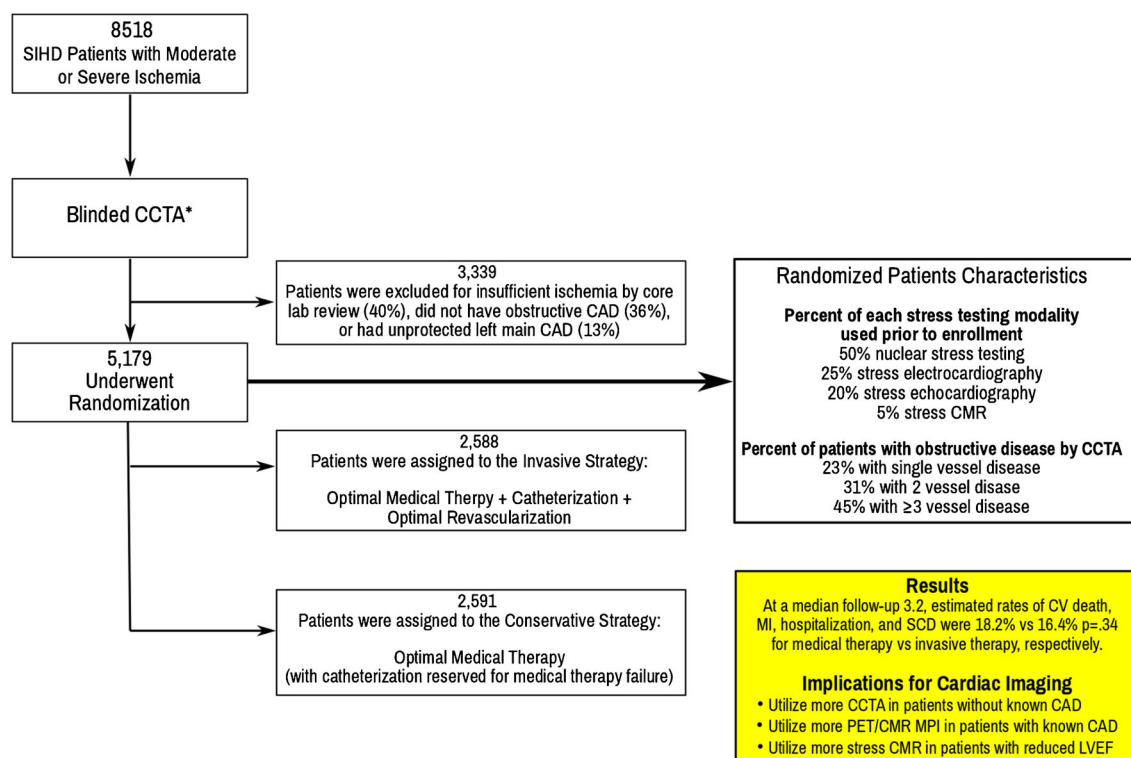 8518
SIHD Patients with Moderate
or Severe Ischemia
Blinded CCTA*
3,339
Patients were excluded for insufficient ischemia by core
lab review (40%), did not have obstructive CAD (36%),
or had unprotected left main CAD (13%)
5,179
Underwent
Randomization
2,588
Patients were assigned to the Invasive Strategy:
Optimal Medical Therpy + Catheterization +
Optimal Revascularization
2,591
Patients were assigned to the Conservative Strategy:
Optimal Medical Therapy
(with catheterization reserved for medical therapy failure)
Randomized Patients Characteristics
Percent of each stress testing modality
used prior to enrollment
50% nuclear stress testing
25% stress electrocardiography
20% stress echocardiography
5% stress CMR
Percent of patients with obstructive disease by CCTA
23% with single vessel disease
31% with 2 vessel disase
45% with ≥3 vessel disease
Results
At a median follow-up 3.2, estimated rates of CV death,
MI, hospitalization, and SCD were 18.2% vs 16.4% p=.34
for medical therapy vs invasive therapy, respectively.
Implications for Cardiac Imaging
• Utilize more CCTA in patients without known CAD
• Utilize more PET/CMR MPI in patients with known CAD
• Utilize more stress CMR in patients with reduced LVEF